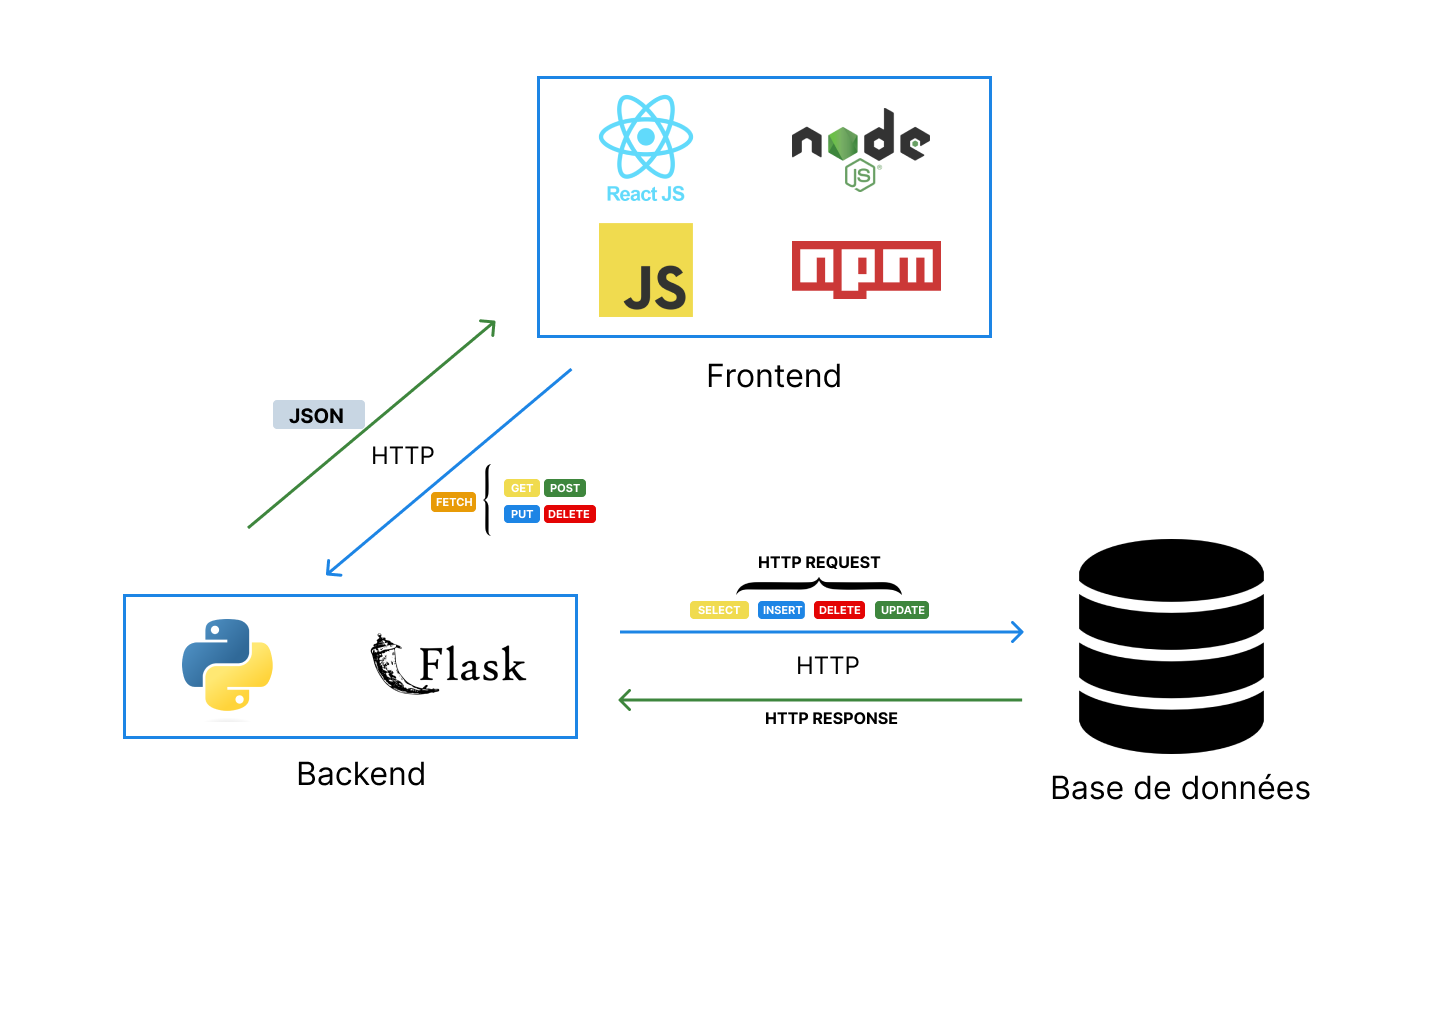 React JS
node
JS
JS
npm
Frontend
JSON
HTTP
FETCH
GET POST
PUT DELETE
HTTP REQUEST
SELECT INSERT DELETE UPDATE
HTTP
HTTP RESPONSE
Flask
Backend
Base de données